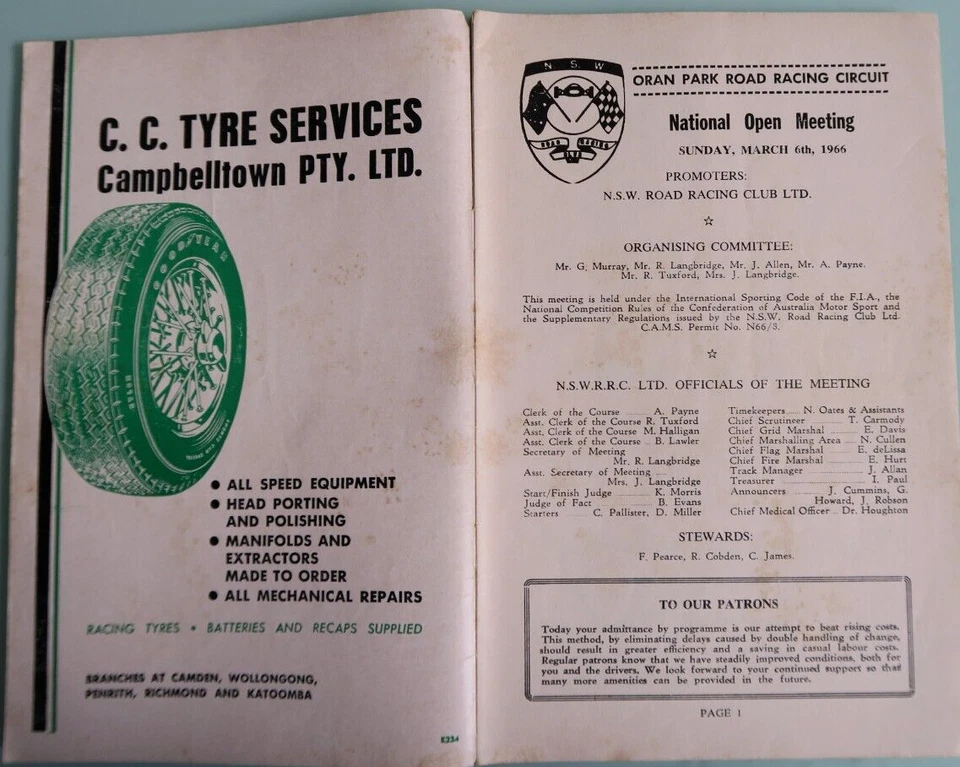 C. C. TYRE SERVICES
Campbelltown PTY. LTD.
GOODYEAR
● ALL SPEED EQUIPMENT
● HEAD PORTING
AND POLISHING
● MANIFOLDS AND
EXTRACTORS
MADE TO ORDER
● ALL MECHANICAL REPAIRS
RACING TYRES • BATTERIES AND RECAPS SUPPLIED
BRANCHES AT CAMDEN, WOLLONGONG,
PENRITH, RICHMOND AND KATOOMBA
K234
N. S. W
ORAN PARK ROAD RACING CIRCUIT
National Open Meeting
SUNDAY, MARCH 6th, 1966
PROMOTERS:
N.S.W. ROAD RACING CLUB LTD.
ORGANISING COMMITTEE:
Mr. G. Murray, Mr. R. Langbridge, Mr. J. Allen, Mr. A. Payne.
Mr. R. Tuxford, Mrs. J. Langbridge.
This meeting is held under the International Sporting Code of the F.I.A., the
National Competition Rules of the Confederation of Australia Motor Sport and
the Supplementary Regulations issued by the N.S.W. Road Racing Club Ltd.
C.A.M.S. Permit No. N66/3.
N.S.W.R.R.C. LTD. OFFICIALS OF THE MEETING
Clerk of the Course ...... A. Payne
Asst. Clerk of the Course R. Tuxford
Asst. Clerk of the Course M. Halligan
Asst. Clerk of the Course .. B. Lawler
Secretary of Meeting
Mr. R. Langbridge
Asst. Secretary of Meeting ......
Mrs. J. Langbridge
Start/Finish Judge ...... K. Morris
Judge of Fact ...... B. Evans
Starters ...... C. Pallister, D. Miller
Timekeepers .... N. Oates & Assistants
Chief Scrutineer ...... T. Carmody
Chief Grid Marshal ...... E. Davis
Chief Marshalling Area .. N. Cullen
Chief Flag Marshal ...... E. deLissa
Chief Fire Marshal ...... E. Hurt
Track Manager ...... J. Allan
Treasurer ...... I. Paul
Announcers ...... J. Cummins, G.
Howard, J. Robson
Chief Medical Officer .. Dr. Houghton
STEWARDS:
F. Pearce, R. Cobden, C. James.
TO OUR PATRONS
Today your admittance by programme is our attempt to beat rising costs.
This method, by eliminating delays caused by double handling of change,
should result in greater efficiency and a saving in casual labour costs.
Regular patrons know that we have steadily improved conditions, both for
you and the drivers. We look forward to your continued support so that
many more amenities can be provided in the future.
PAGE 1